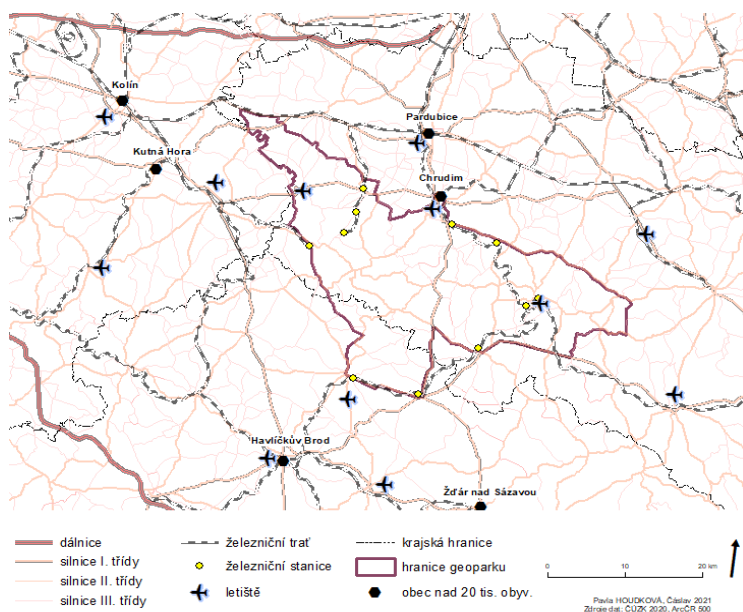 Kolín
Pardubice
Kutná Hora
Chrudim
Havlíčkův Brod
Žďár nad Sázavou
dálnice
železniční trať
krajská hranice
silnice I. třídy
železniční stanice
hranice geoparku
silnice II. třídy
letiště
obec nad 20 tis. obyv.
silnice III. třídy
0 10 20 km
Pavla HOUDKOVÁ, Čáslav 2021
Zdroje dat: ČÚZK 2020, ArcČR 500